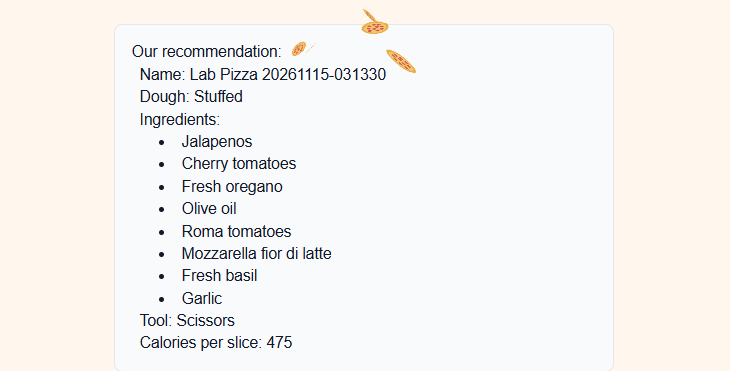 Our recommendation:
Name: Lab Pizza 20261115-031330
Dough: Stuffed
Ingredients:
• Jalapenos
• Cherry tomatoes
• Fresh oregano
• Olive oil
• Roma tomatoes
• Mozzarella fior di latte
• Fresh basil
• Garlic
Tool: Scissors
Calories per slice: 475